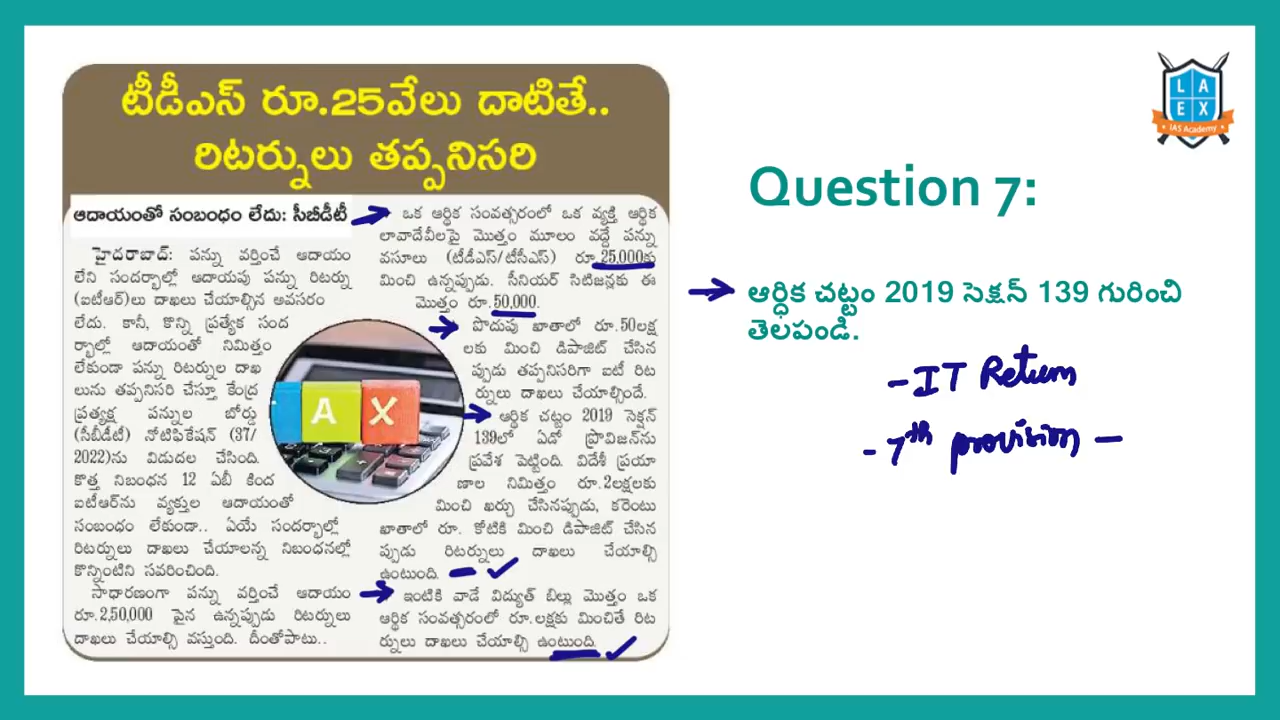 టీడీఎస్ రూ.25వేలు దాటితే..
రిటర్నులు తప్పనిసరి
ఆదాయంతో సంబంధం లేదు: సీబీడీటీ
హైదరాబాద్: పన్ను వర్తించే ఆదాయం
లేని సందర్భాల్లో ఆదాయపు పన్ను రిటర్ను
(ఐటీఆర్)లు దాఖలు చేయాల్సిన అవసరం
లేదు. కానీ, కొన్ని ప్రత్యేక సంద
ర్భాల్లో ఆదాయంతో నిమిత్తం
లేకుండా పన్ను రిటర్నుల దాఖ
లును తప్పనిసరి చేస్తూ కేంద్ర
ప్రత్యక్ష పన్నుల బోర్డు
(సీబీడీటీ) నోటిఫికేషన్ (37/
2022)ను విడుదల చేసింది.
కొత్త నిబంధన 12 ఏబీ కింద
ఐటీఆర్‌ను వ్యక్తుల ఆదాయంతో
సంబంధం లేకుండా.. ఏయే సందర్భాల్లో
రిటర్నులు దాఖలు చేయాలన్న నిబంధనల్లో
కొన్నింటిని సవరించింది.
సాధారణంగా పన్ను వర్తించే ఆదాయం
రూ.2,50,000 పైన ఉన్నప్పుడు రిటర్నులు
దాఖలు చేయాల్సి వస్తుంది. దీంతోపాటు..
ఒక ఆర్థిక సంవత్సరంలో ఒక వ్యక్తి ఆర్థిక
లావాదేవీలపై మొత్తం మూలం వద్దే పన్ను
వసూలు (టీడీఎస్/టీసీఎస్) రూ.25,000కు
మించి ఉన్నప్పుడు. సీనియర్ సిటిజన్లకు ఈ
మొత్తం రూ.50,000.
పొదుపు ఖాతాలో రూ.50లక్ష
లకు మించి డిపాజిట్ చేసిన
ప్పుడు తప్పనిసరిగా ఐటీ రిట
ర్నులు దాఖలు చేయాల్సిందే.
ఆర్థిక చట్టం 2019 సెక్షన్
139లో ఏడో ప్రొవిజన్‌ను
ప్రవేశ పెట్టింది. విదేశీ ప్రయా
ణాల నిమిత్తం రూ.2లక్షలకు
మించి ఖర్చు చేసినప్పుడు, కరెంటు
ఖాతాలో రూ. కోటికి మించి డిపాజిట్ చేసిన
ప్పుడు రిటర్నులు దాఖలు చేయాల్సి
ఉంటుంది.
ఇంటికి వాడే విద్యుత్ బిల్లు మొత్తం ఒక
ఆర్థిక సంవత్సరంలో రూ.లక్షకు మించితే రిట
ర్నులు దాఖలు చేయాల్సి ఉంటుంది.
A X
L A
E X
IAS Academy
Question 7:
ఆర్ధిక చట్టం 2019 సెక్షన్ 139 గురించి
తెలపండి.
- IT Return
- 7th provision -